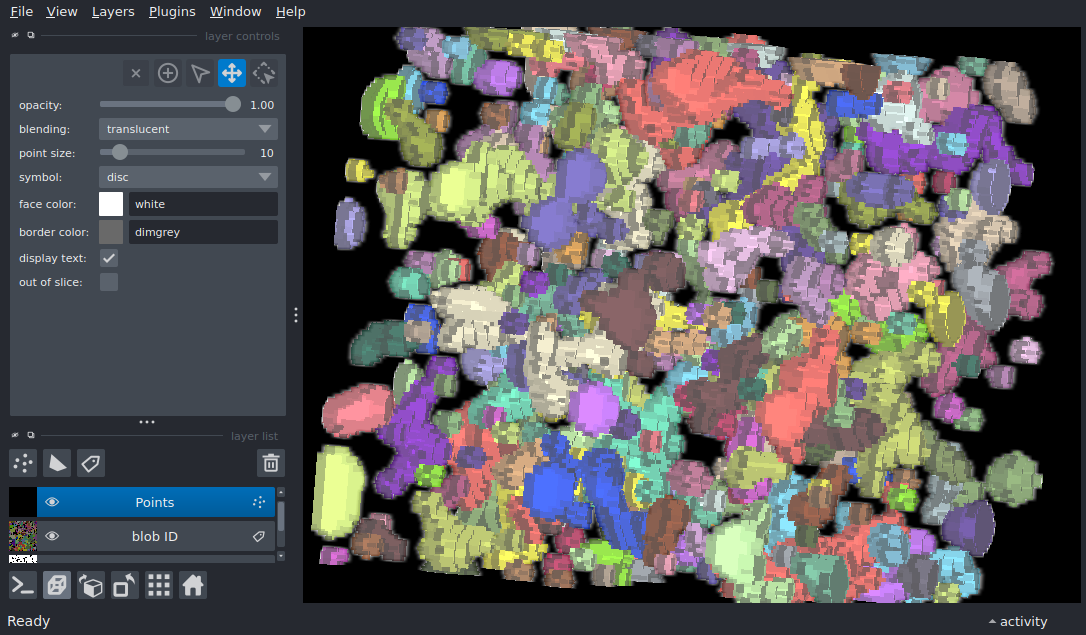 File View Layers Plugins Window Help
layer controls
opacity: 1.00
blending: translucent
point size: 10
symbol: disc
face color: white
border color: dimgrey
display text:
out of slice:
layer list
Points
blob ID
Ready
activity